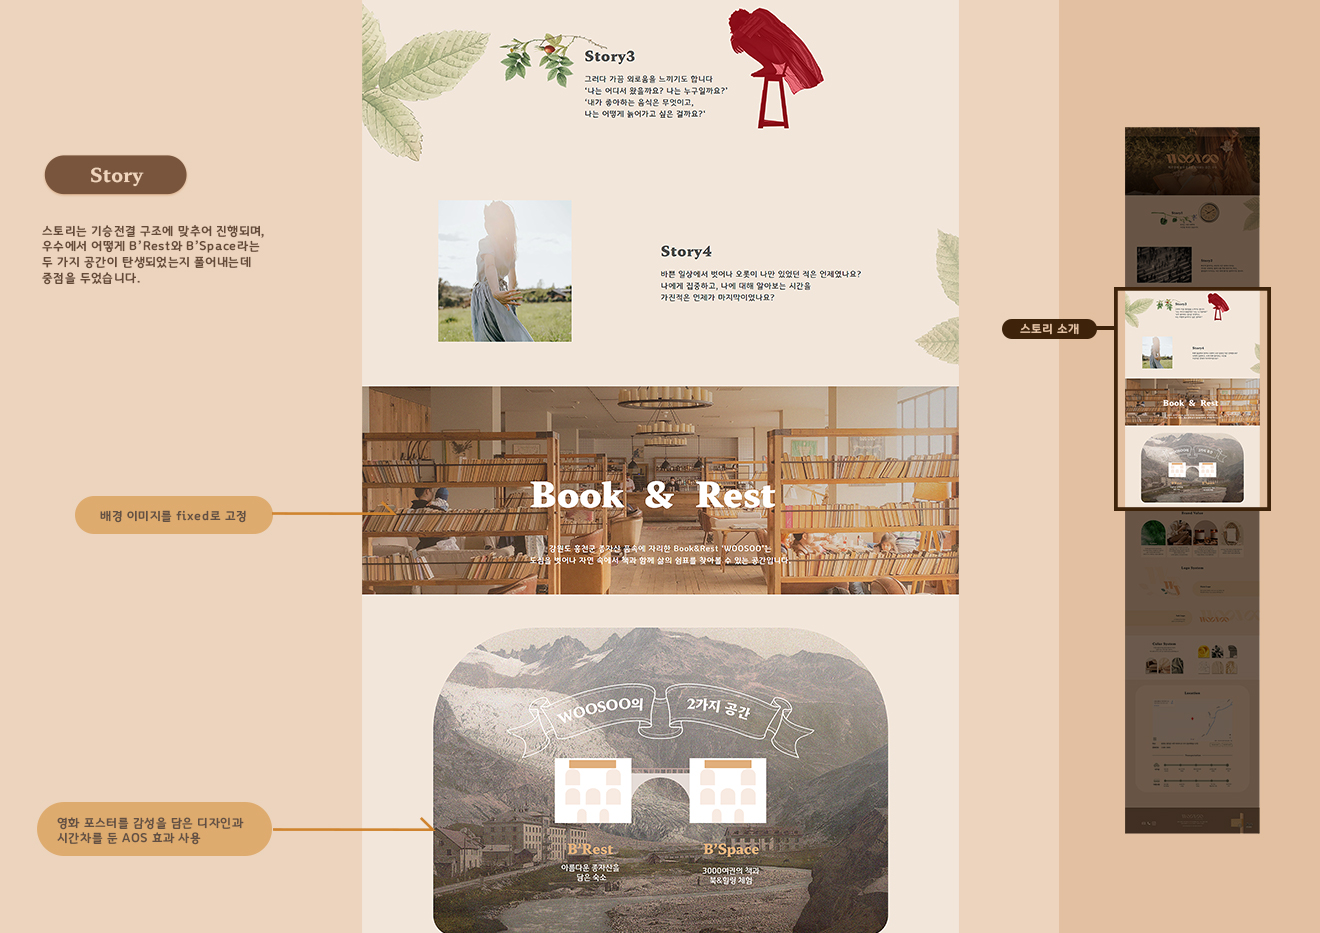 Story
스토리는 기승전결 구조에 맞추어 진행되며,
우수에서 어떻게 B'Rest와 B'Space라는
두 가지 공간이 탄생되었는지 풀어내는데
중점을 두었습니다.
배경 이미지를 fixed로 고정
영화 포스터를 감성을 담은 디자인과
시간차를 둔 AOS 효과 사용
Story3
그러다 가끔 외로움을 느끼기도 합니다
'나는 어디서 왔을까요? 나는 누구일까요?'
'내가 좋아하는 음식은 무엇이고,
나는 어떻게 늙어가고 싶은 걸까요?'
Story4
바쁜 일상에서 벗어나 오롯이 나만 있었던 적은 언제였나요?
나에게 집중하고, 나에 대해 알아보는 시간을
가진적은 언제가 마지막이었나요?
Book & Rest
강원도 홍천군 종자산 품속에 자리한 Book&Rest 'WOOSOO'는
도심을 벗어나 자연 속에서 책과 함께 삶의 쉼표를 찾아볼 수 있는 공간입니다.
WOOSOO의
2가지 공간
B'Rest
아름다운 종자산을
담은 숙소
B'Space
3000여권의 책과
북&힐링 체험
스토리 소개
WOOSOO
Story3
Story4
Book & Rest
Location